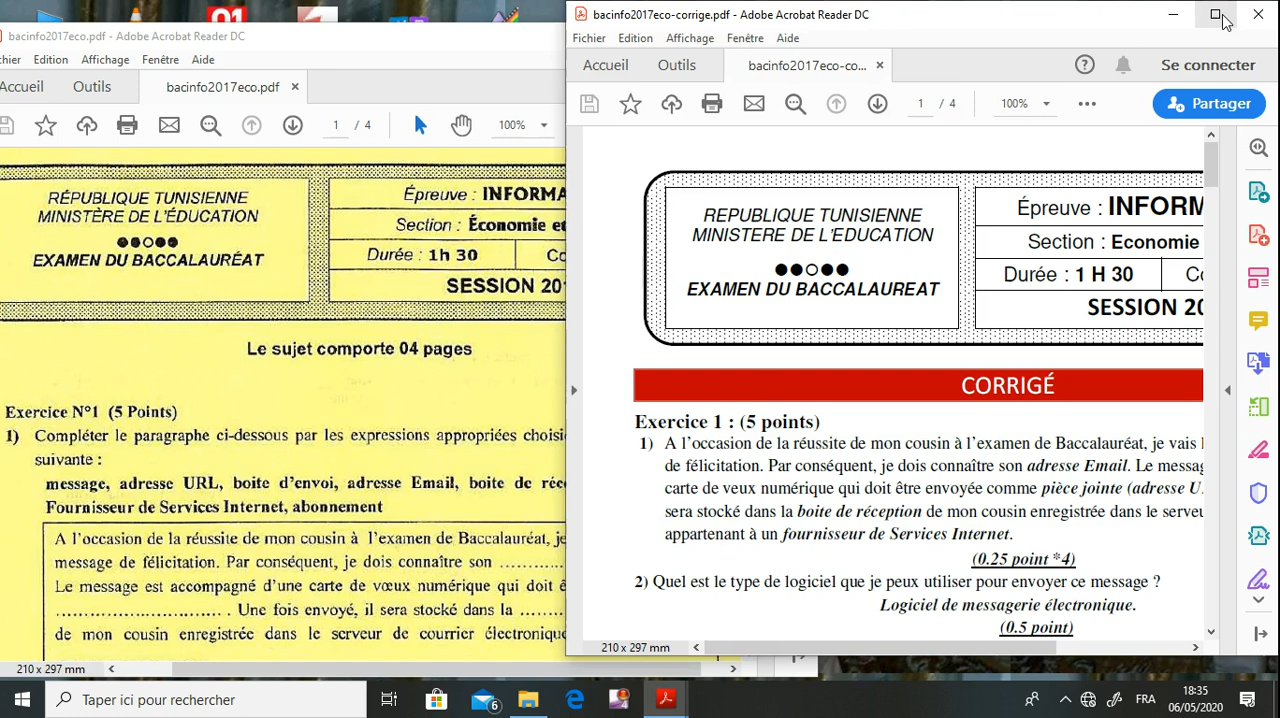 bacinfo2017eco.pdf - Adobe Acrobat Reader DC
hier Edition Affichage Fenêtre Aide
Accueil Outils bacinfo2017eco.pdf ×
1 / 4 100%
RÉPUBLIQUE TUNISIENNE
MINISTÈRE DE L'ÉDUCATION
EXAMEN DU BACCALAURÉAT
Épreuve : INFORMA
Section : Économie et
Durée : 1h 30 Co
SESSION 201
Le sujet comporte 04 pages
Exercice N°1 (5 Points)
1) Compléter le paragraphe ci-dessous par les expressions appropriées choisi
suivante :
message, adresse URL, boite d'envoi, adresse Email, boite de réc
Fournisseur de Services Internet, abonnement
A l'occasion de la réussite de mon cousin à l'examen de Baccalauréat, je
message de félicitation. Par conséquent, je dois connaître son ..................
Le message est accompagné d'une carte de vœux numérique qui doit ê
........................................ Une fois envoyé, il sera stocké dans la ...............
de mon cousin enregistrée dans le serveur de courrier électronique
210 x 297 mm
bacinfo2017eco-corrige.pdf - Adobe Acrobat Reader DC
Fichier Edition Affichage Fenêtre Aide
Accueil Outils bacinfo2017eco-co... × Se connecter
1 / 4 100% Partager
REPUBLIQUE TUNISIENNE
MINISTERE DE L'EDUCATION
EXAMEN DU BACCALAUREAT
Épreuve : INFORM
Section : Economie
Durée : 1 H 30 Co
SESSION 20
CORRIGÉ
Exercice 1 : (5 points)
1) A l'occasion de la réussite de mon cousin à l'examen de Baccalauréat, je vais l
de félicitation. Par conséquent, je dois connaître son adresse Email. Le messag
carte de veux numérique qui doit être envoyée comme pièce jointe (adresse U
sera stocké dans la boite de réception de mon cousin enregistrée dans le serveu
appartenant à un fournisseur de Services Internet.
(0.25 point *4)
2) Quel est le type de logiciel que je peux utiliser pour envoyer ce message ?
Logiciel de messagerie électronique.
(0.5 point)
210 x 297 mm
Taper ici pour rechercher
6
FRA
18:35
06/05/2020